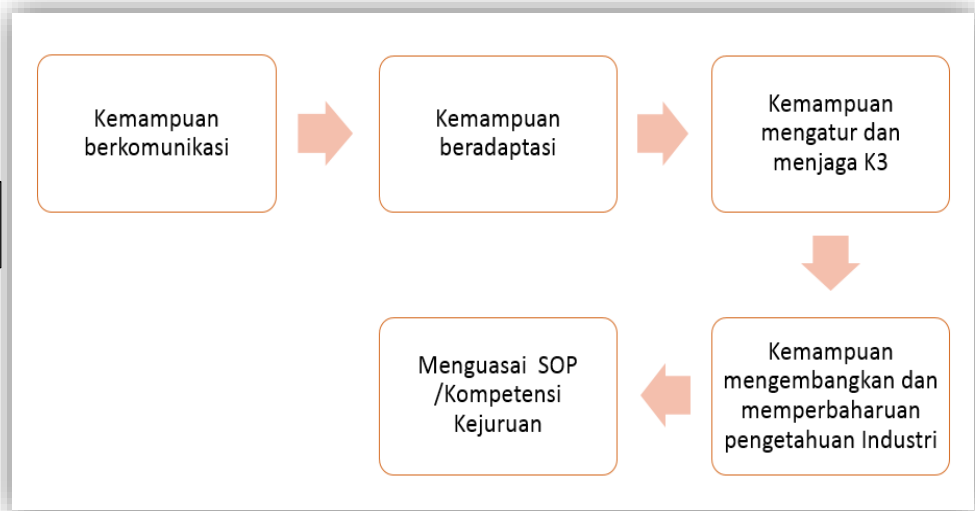 Kemampuan
berkomunikasi
Kemampuan
beradaptasi
Kemampuan
mengatur dan
menjaga K3
Kemampuan
mengembangkan dan
memperbaharuan
pengetahuan Industri
Menguasai SOP
/Kompetensi
Kejuruan